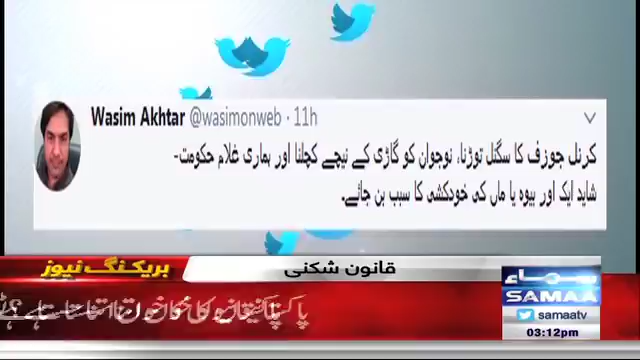 Wasim Akhtar @wasimonweb · 11h
کرنل جوزف کا سگنل توڑنا، نوجوان کو گاڑی کے نیچے کچلنا اور ہماری غلام حکومت-
شاید ایک اور بیوہ یا ماں کی خودکشی کا سبب بن جائے۔
قانون شکنی
بریکنگ نیوز
سماء
SAMAA
samaatv
03:12pm